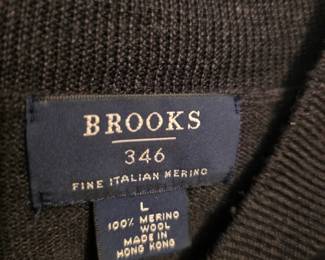 BROOKS
346
FINE ITALIAN MERINO
L
100% MERINO
WOOL
MADE IN
HONG KONG